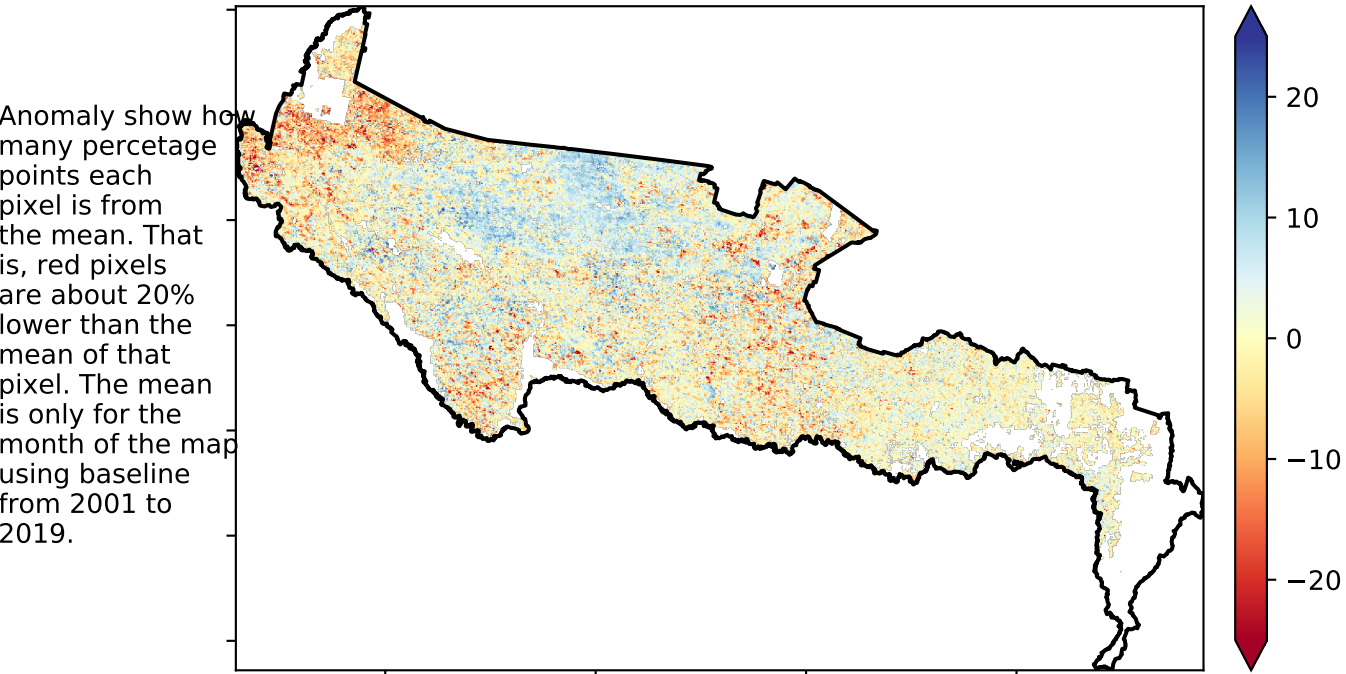 Anomaly show how
many percetage
points each
pixel is from
the mean. That
is, red pixels
are about 20%
lower than the
mean of that
pixel. The mean
is only for the
month of the map
using baseline
from 2001 to
2019.
20
10
0
−10
−20